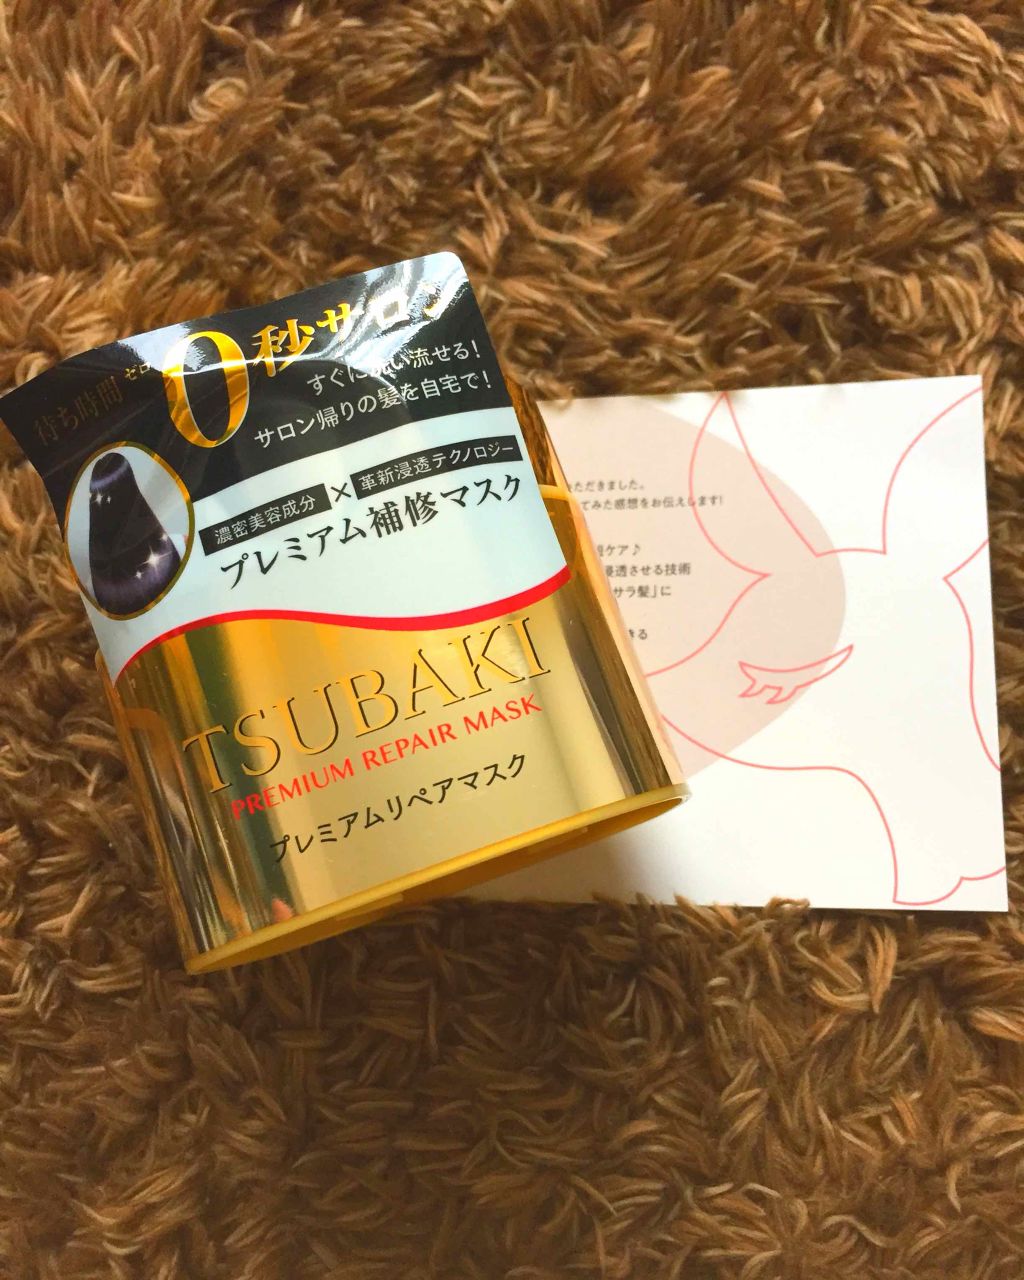 待ち時間 ゼロ 0秒サロン
すぐに洗い流せる!
サロン帰りの髪を自宅で!
濃密美容成分 × 革新浸透テクノロジー
プレミアム補修マスク
TSUBAKI
PREMIUM REPAIR MASK
プレミアムリペアマスク
ただきました。
てみた感想をお伝えします!
ケア♪
浸透させる技術
サラ髪」に
きる